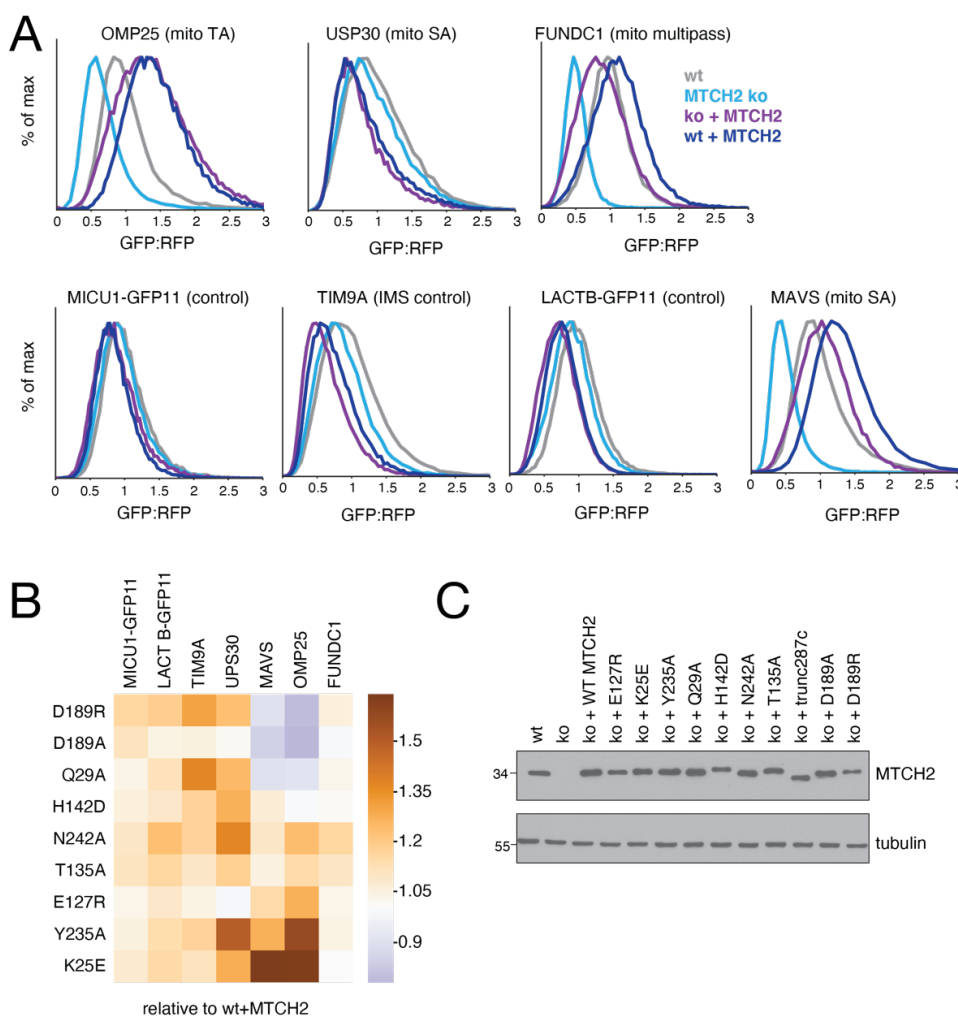 A
OMP25 (mito TA)
USP30 (mito SA)
FUNDC1 (mito multipass)
wt
MTCH2 ko
ko + MTCH2
wt + MTCH2
% of max
0 0.5 1 1.5 2 2.5 3
0 0.5 1 1.5 2 2.5 3
0 0.5 1 1.5 2 2.5 3
GFP:RFP
GFP:RFP
GFP:RFP
MICU1-GFP11 (control)
TIM9A (IMS control)
LACTB-GFP11 (control)
MAVS (mito SA)
% of max
0 0.5 1 1.5 2 2.5 3
0 0.5 1 1.5 2 2.5 3
0 0.5 1 1.5 2 2.5 3
0 0.5 1 1.5 2 2.5 3
GFP:RFP
GFP:RFP
GFP:RFP
GFP:RFP
B
MICU1-GFP11
LACT B-GFP11
TIM9A
UPS30
MAVS
OMP25
FUNDC1
D189R
D189A
Q29A
H142D
N242A
T135A
E127R
Y235A
K25E
1.5
1.35
1.2
1.05
0.9
relative to wt+MTCH2
C
wt
ko
ko + WT MTCH2
ko + E127R
ko + K25E
ko + Y235A
ko + Q29A
ko + H142D
ko + N242A
ko + T135A
ko + trunc287c
ko + D189A
ko + D189R
34
MTCH2
55
tubulin